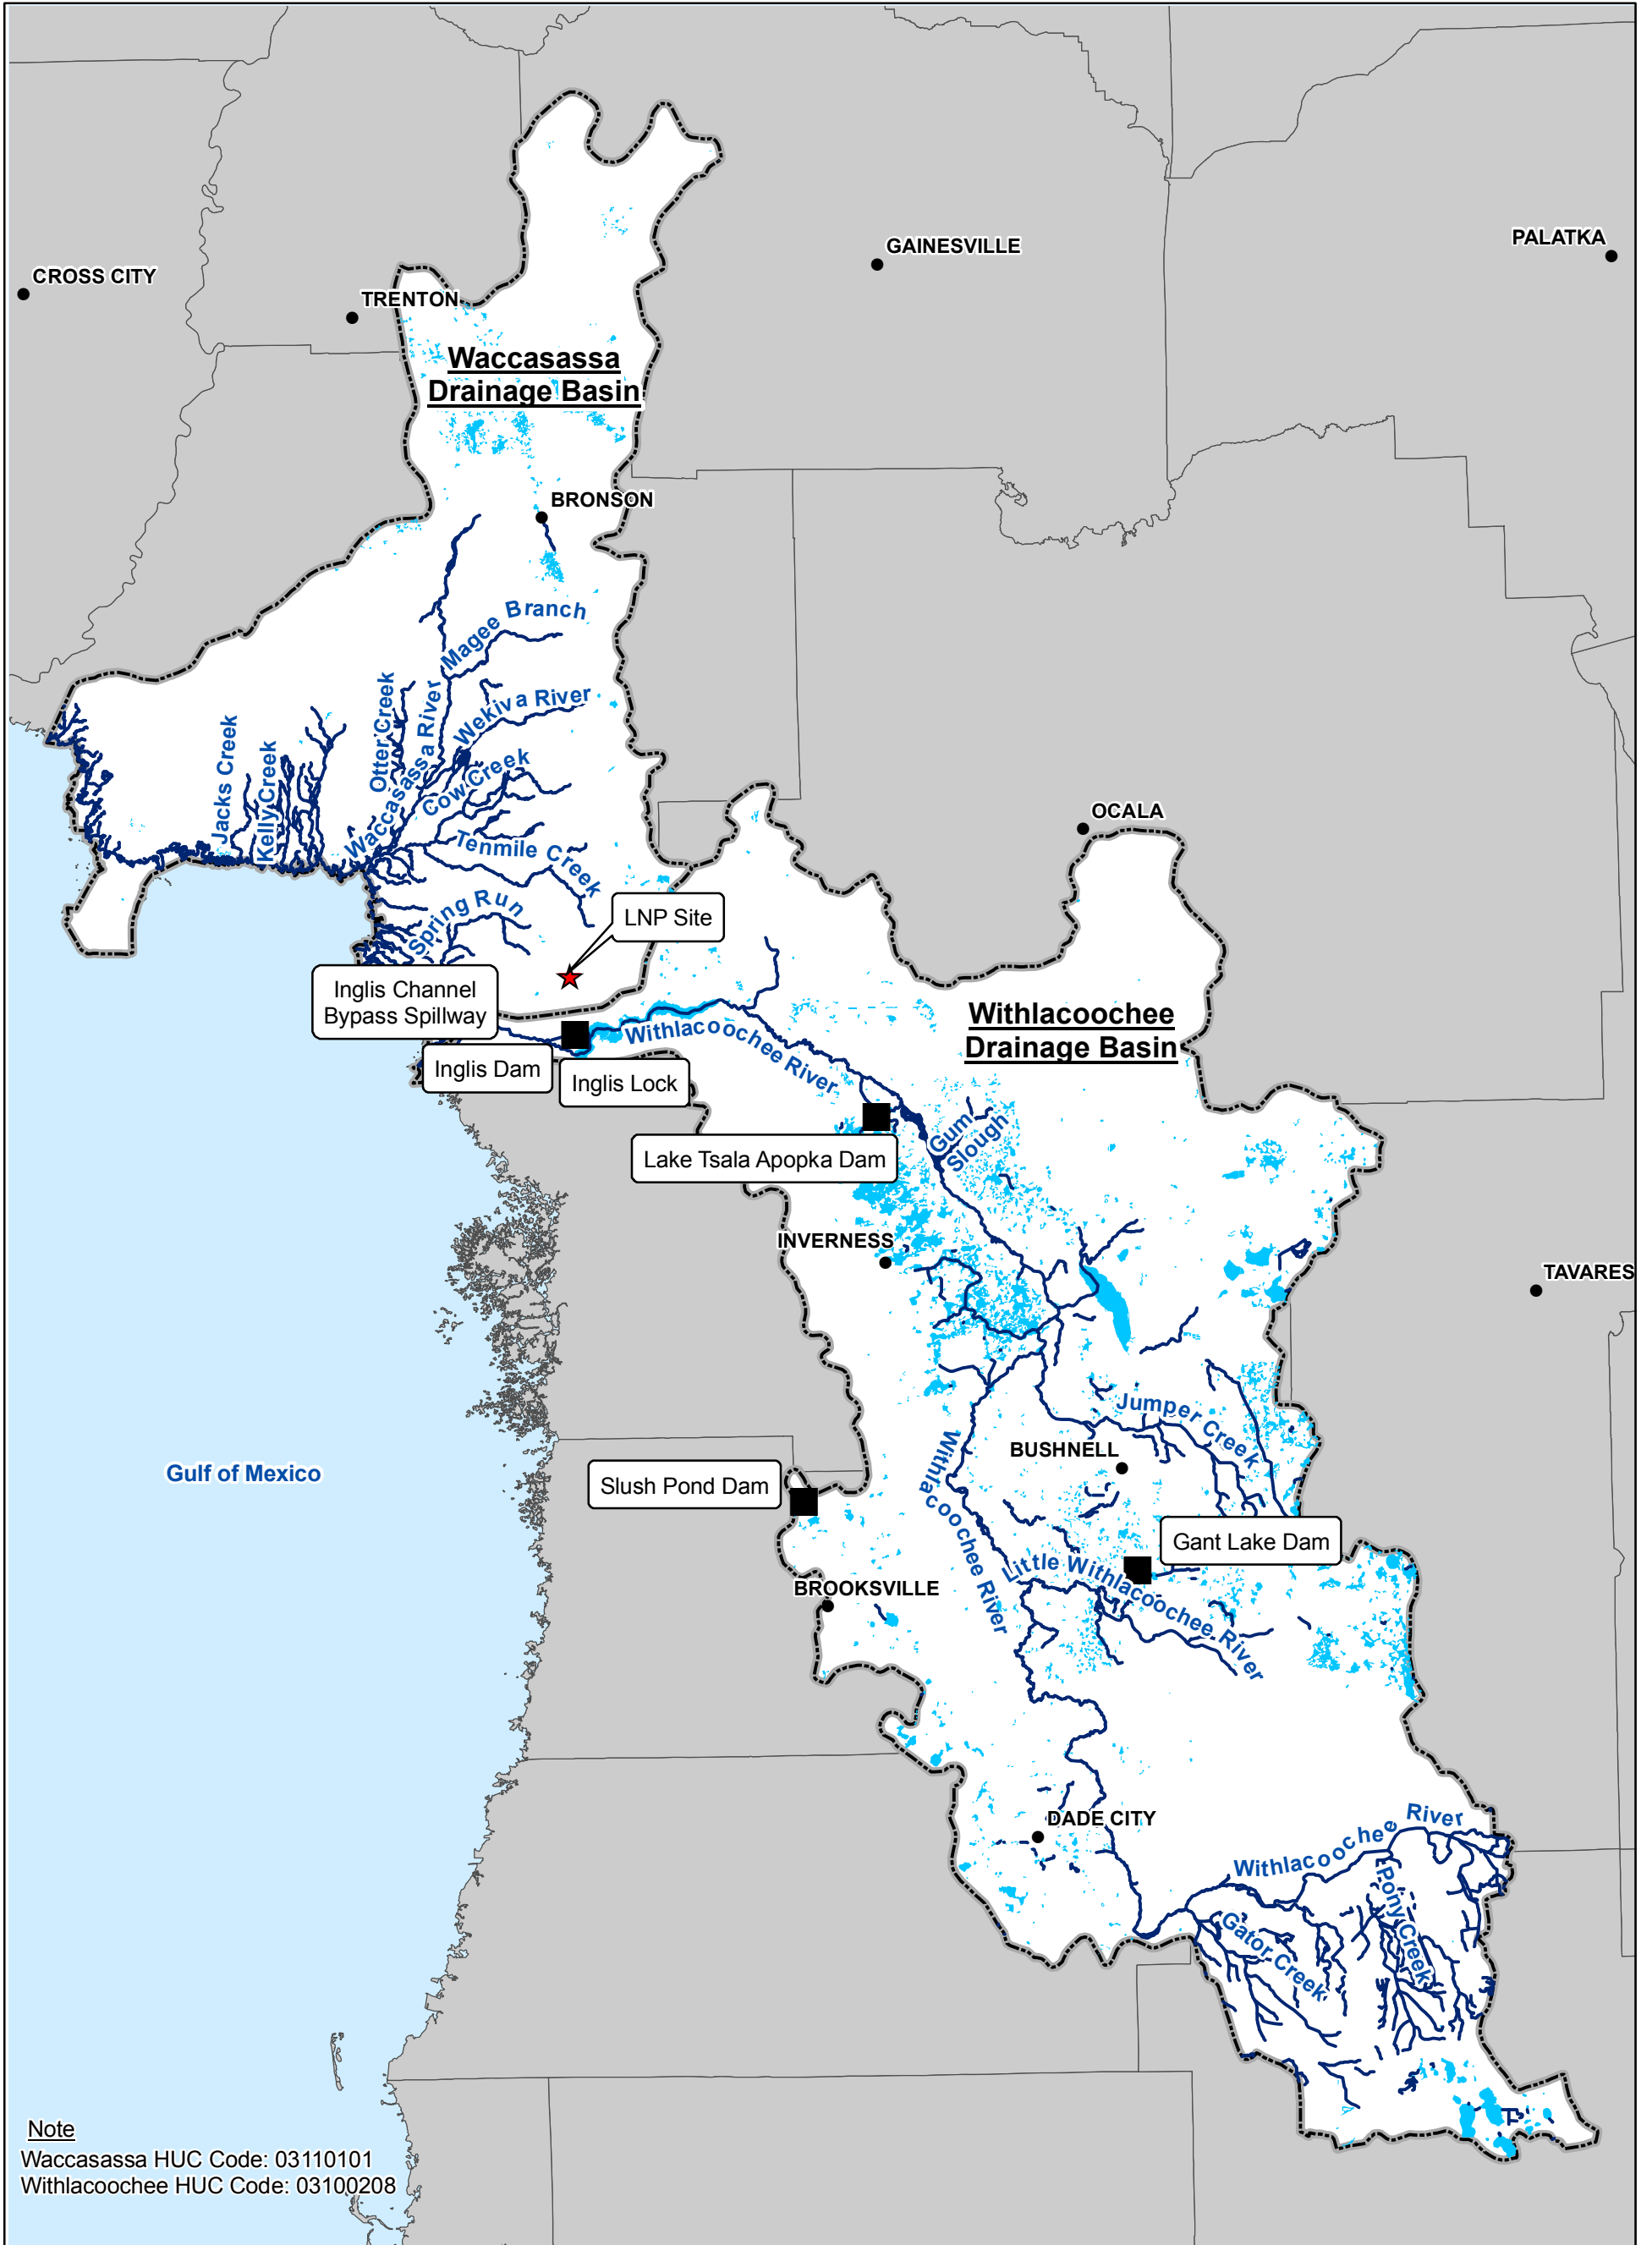 GAINESVILLE
PALATKA
CROSS CITY
TRENTON
Waccasassa
Drainage Basin
BRONSON
Magee Branch
Wekiva River
Otter Creek
Waccasassa River
Cow Creek
Jacks Creek
Kelly Creek
Tenmile Creek
OCALA
Spring Run
LNP Site
Inglis Channel
Bypass Spillway
Withlacoochee
Drainage Basin
Withlacoochee River
Inglis Dam
Inglis Lock
Gum
Slough
Lake Tsala Apopka Dam
INVERNESS
TAVARES
Jumper Creek
BUSHNELL
Withlacoochee River
Gulf of Mexico
Slush Pond Dam
Gant Lake Dam
Little Withlacoochee River
BROOKSVILLE
DADE CITY
Withlacoochee River
Pony Creek
Gator Creek
Note
Waccasassa HUC Code: 03110101
Withlacoochee HUC Code: 03100208